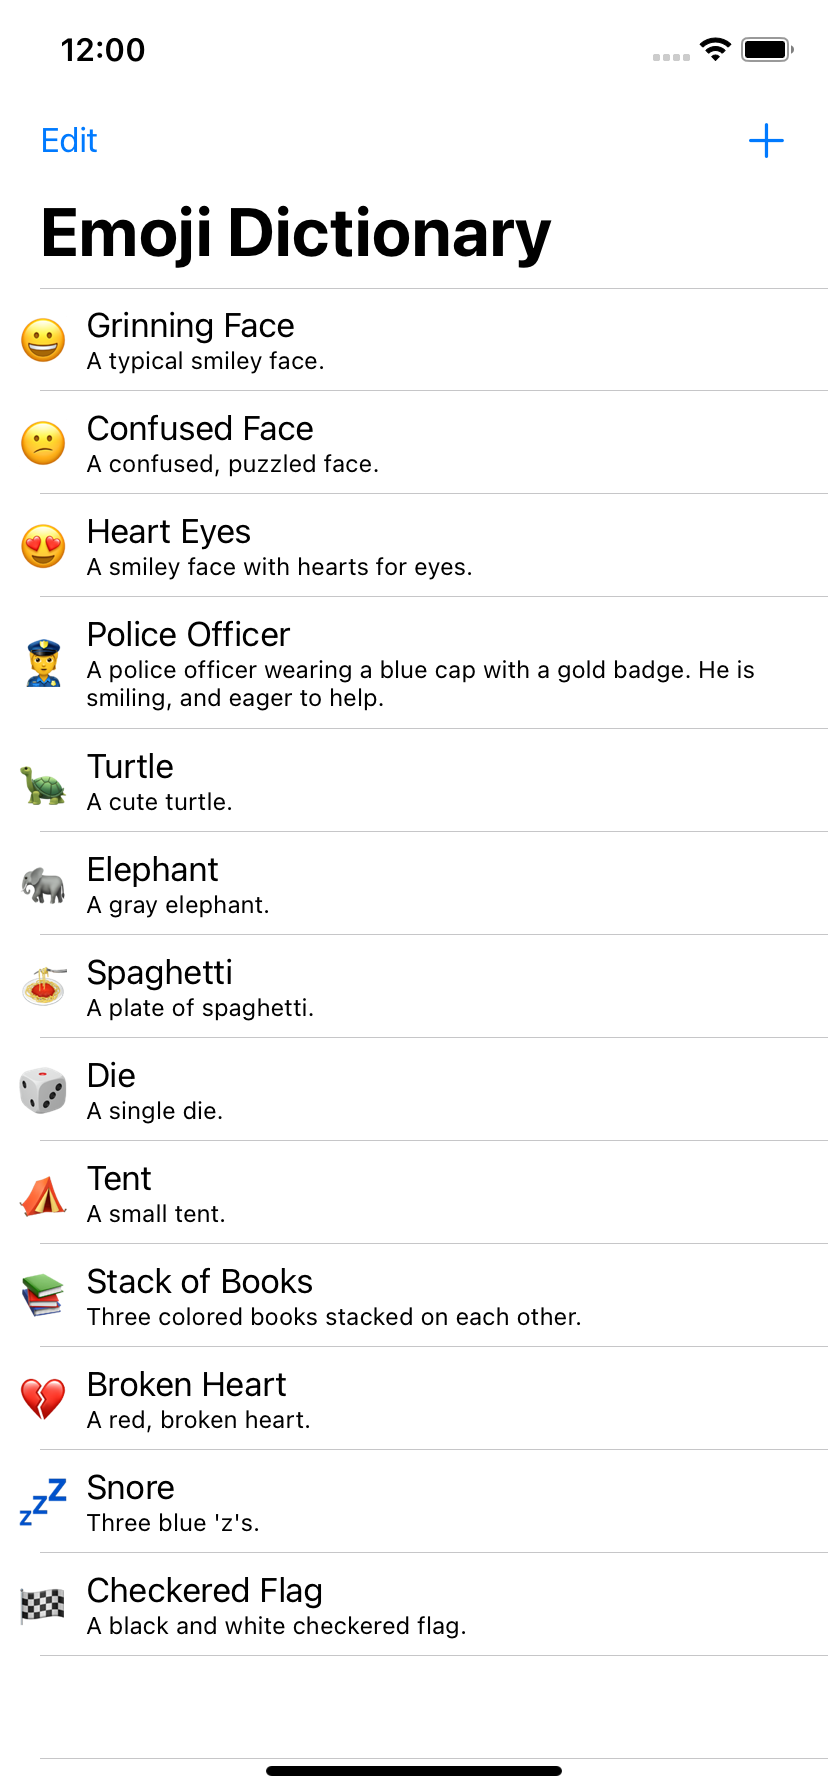 12:00
Edit
Emoji Dictionary
Grinning Face
A typical smiley face.
Confused Face
A confused, puzzled face.
Heart Eyes
A smiley face with hearts for eyes.
Police Officer
A police officer wearing a blue cap with a gold badge. He is
smiling, and eager to help.
Turtle
A cute turtle.
Elephant
A gray elephant.
Spaghetti
A plate of spaghetti.
Die
A single die.
Tent
A small tent.
Stack of Books
Three colored books stacked on each other.
Broken Heart
A red, broken heart.
Snore
Three blue 'z's.
Checkered Flag
A black and white checkered flag.